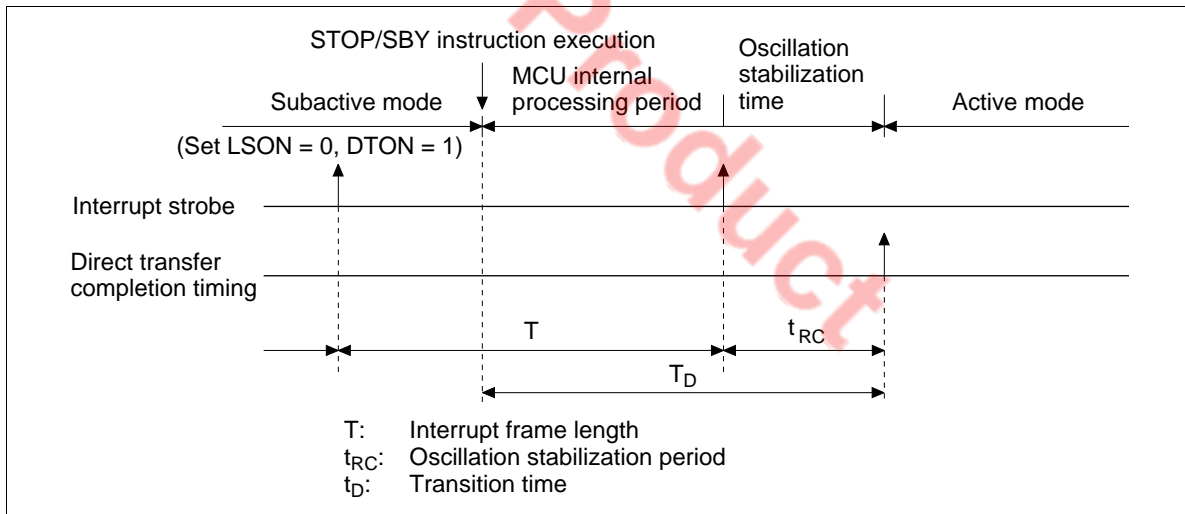 STOP/SBY instruction execution
Oscillation
stabilization
time
MCU internal
processing period
Subactive mode
Active mode
(Set LSON = 0, DTON = 1)
Interrupt strobe
Direct transfer
completion timing
T
tRC
TD
T: Interrupt frame length
tRC: Oscillation stabilization period
tD: Transition time
Product